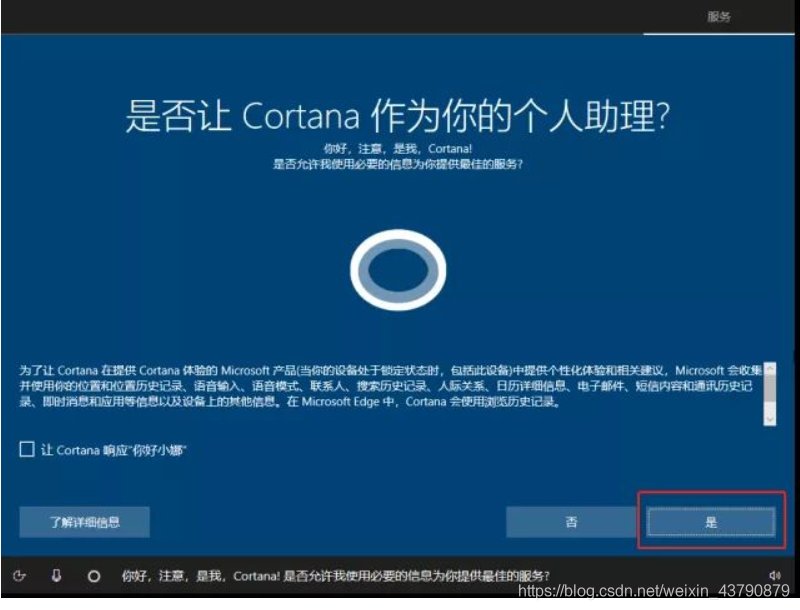 服务
是否让 Cortana 作为你的个人助理?
你好，注意，是我，Cortana!
是否允许我使用必要的信息为你提供最佳的服务?
为了让 Cortana 在提供 Cortana 体验的 Microsoft 产品(当你的设备处于锁定状态时，包括此设备)中提供个性化体验和相关建议，Microsoft 会收集
并使用你的位置和位置历史记录、语音输入、语音模式、联系人、搜索历史记录、人际关系、日历详细信息、电子邮件、短信内容和通讯历史记
录、即时消息和应用等信息以及设备上的其他信息。在 Microsoft Edge 中，Cortana 会使用浏览历史记录。
让 Cortana 响应"你好小娜"
了解详细信息
否
是
你好，注意，是我，Cortana! 是否允许我使用必要的信息为你提供最佳的服务?
https://blog.csdn.net/weixin_43790879